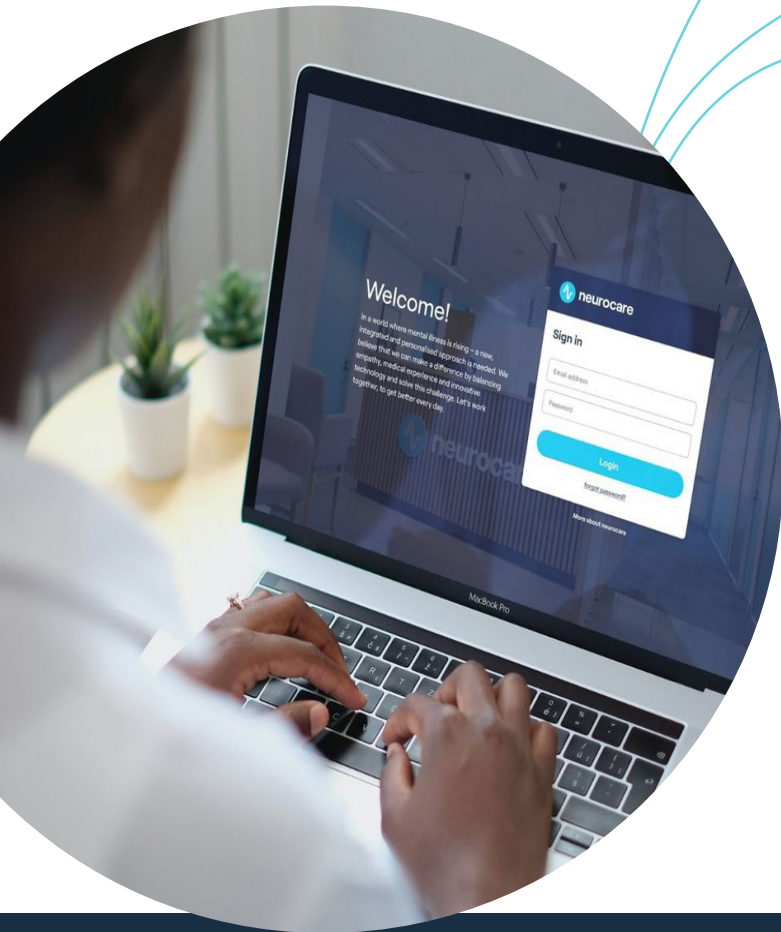 Welcome!
In a world where mental illness is rising – a new,
integrated and personalised approach is needed. We
believe that we can make a difference by balancing
empathy, medical experience and innovative
technology and solve this challenge. Let's work
together, to get better every day.
neurocare
Sign in
Email address
Password
Login
forgot password?
More about neurocare
neuroca
MacBook Pro